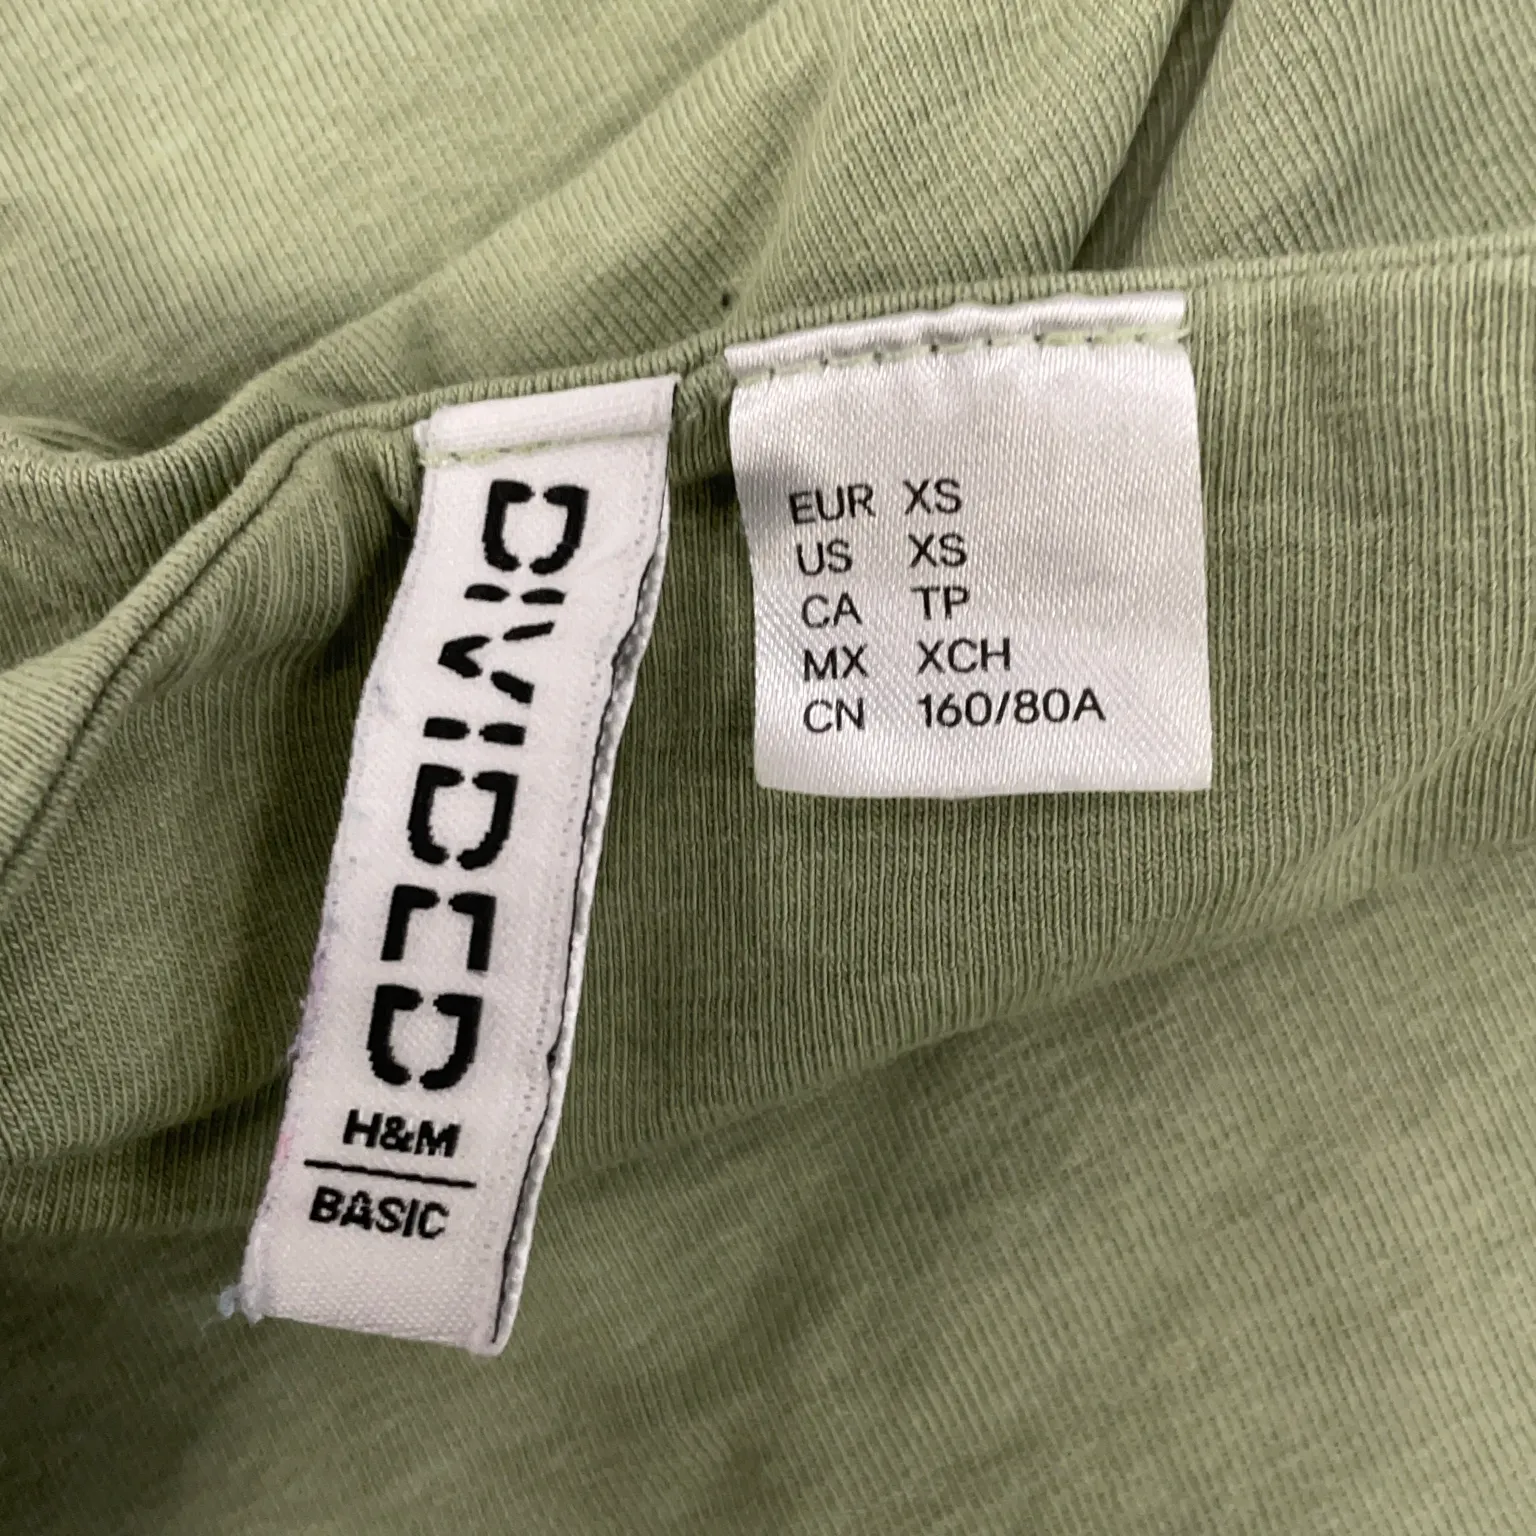 DIVIDED
H&M
BASIC
EUR XS
US XS
CA TP
MX XCH
CN 160/80A